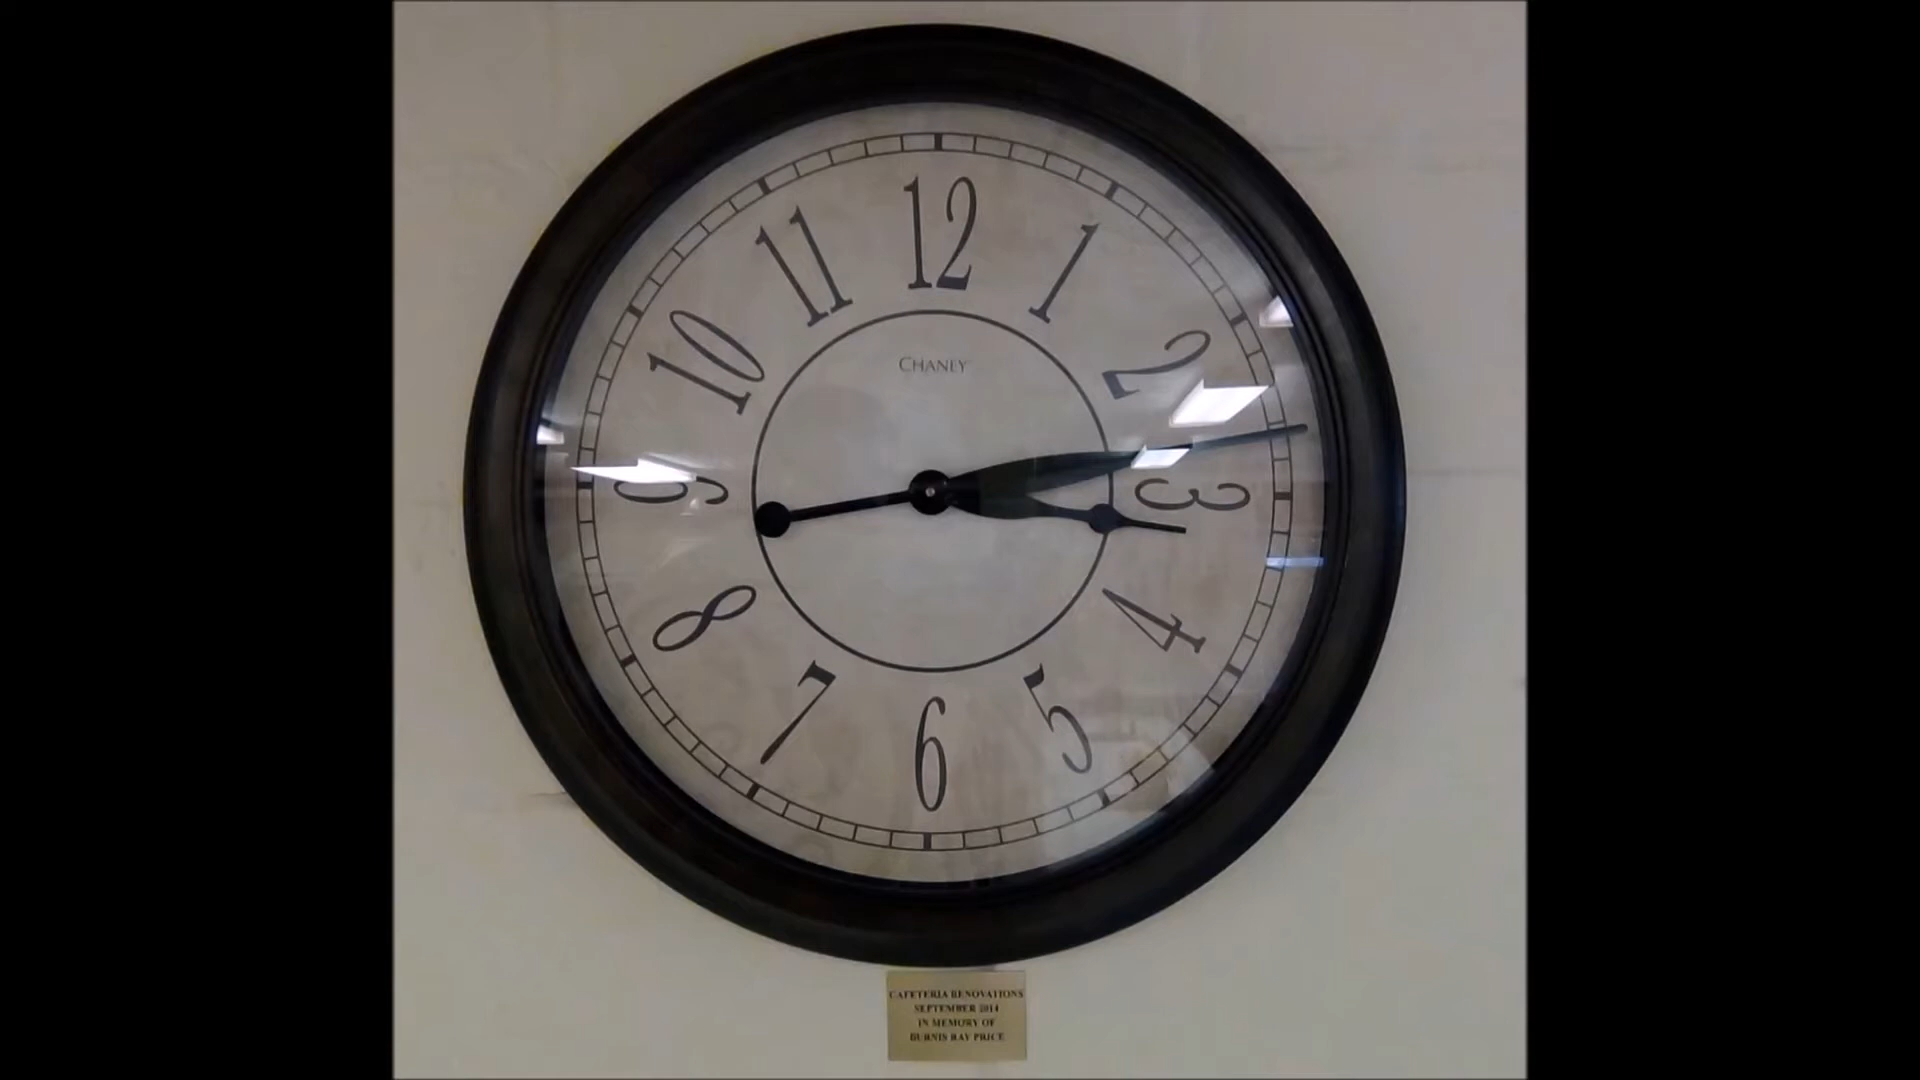 12
11
1
10
2
CHANEY
9
3
8
4
7
5
6
CAFETERIA RENOVATIONS
SEPTEMBER 2014
IN MEMORY OF
BURNIS RAY PRICE